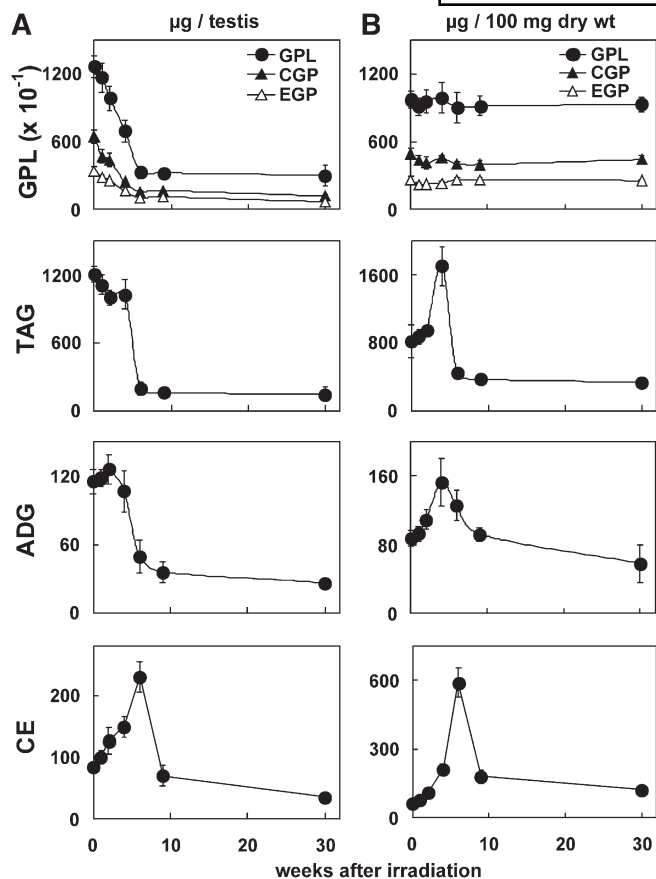 A
µg / testis
B
µg / 100 mg dry wt
GPL (x 10⁻¹)
1200
600
0
GPL
CGP
EGP
1200
600
0
GPL
CGP
EGP
TAG
1200
600
0
1600
800
0
ADG
120
60
0
160
80
0
CE
200
100
0
600
300
0
0 10 20 30
0 10 20 30
weeks after irradiation